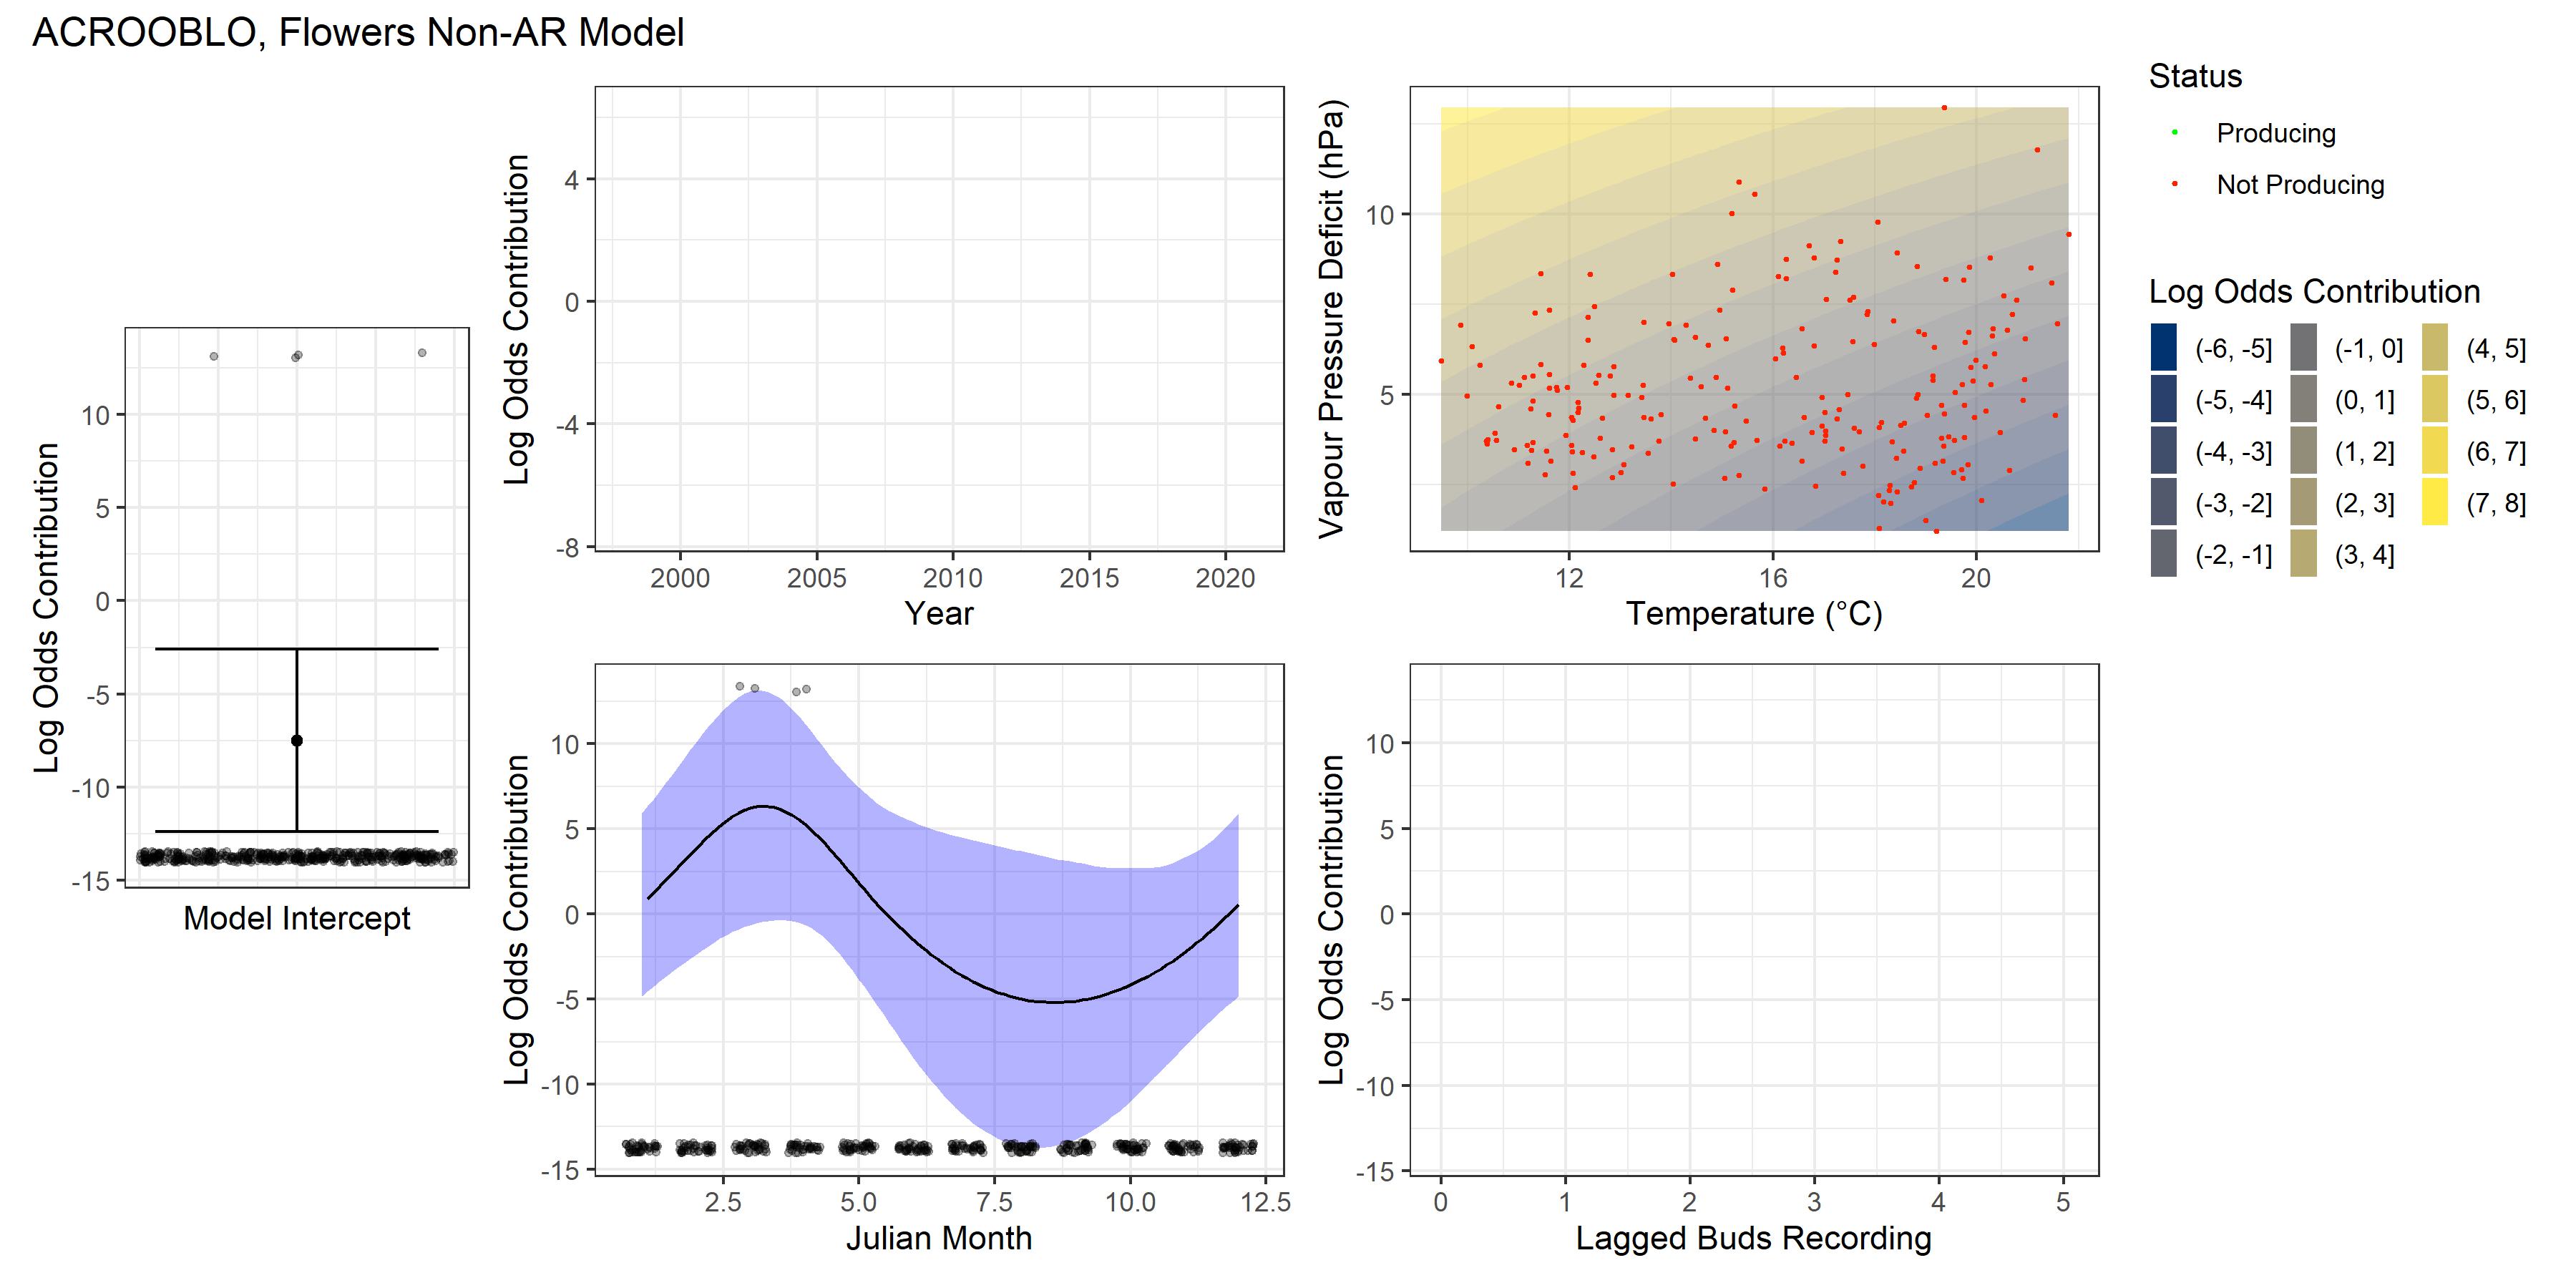 ACROOBLO, Flowers Non-AR Model
Log Odds Contribution
10
5
0
-5
-10
-15
Model Intercept
Log Odds Contribution
4
0
-4
-8
2000 2005 2010 2015 2020
Year
Vapour Pressure Deficit (hPa)
10
5
12 16 20
Temperature (°C)
Status
Producing
Not Producing
Log Odds Contribution
(-6, -5] (-1, 0] (4, 5]
(-5, -4] (0, 1] (5, 6]
(-4, -3] (1, 2] (6, 7]
(-3, -2] (2, 3] (7, 8]
(-2, -1] (3, 4]
Log Odds Contribution
10
5
0
-5
-10
-15
2.5 5.0 7.5 10.0 12.5
Julian Month
Log Odds Contribution
10
5
0
-5
-10
-15
0 1 2 3 4 5
Lagged Buds Recording